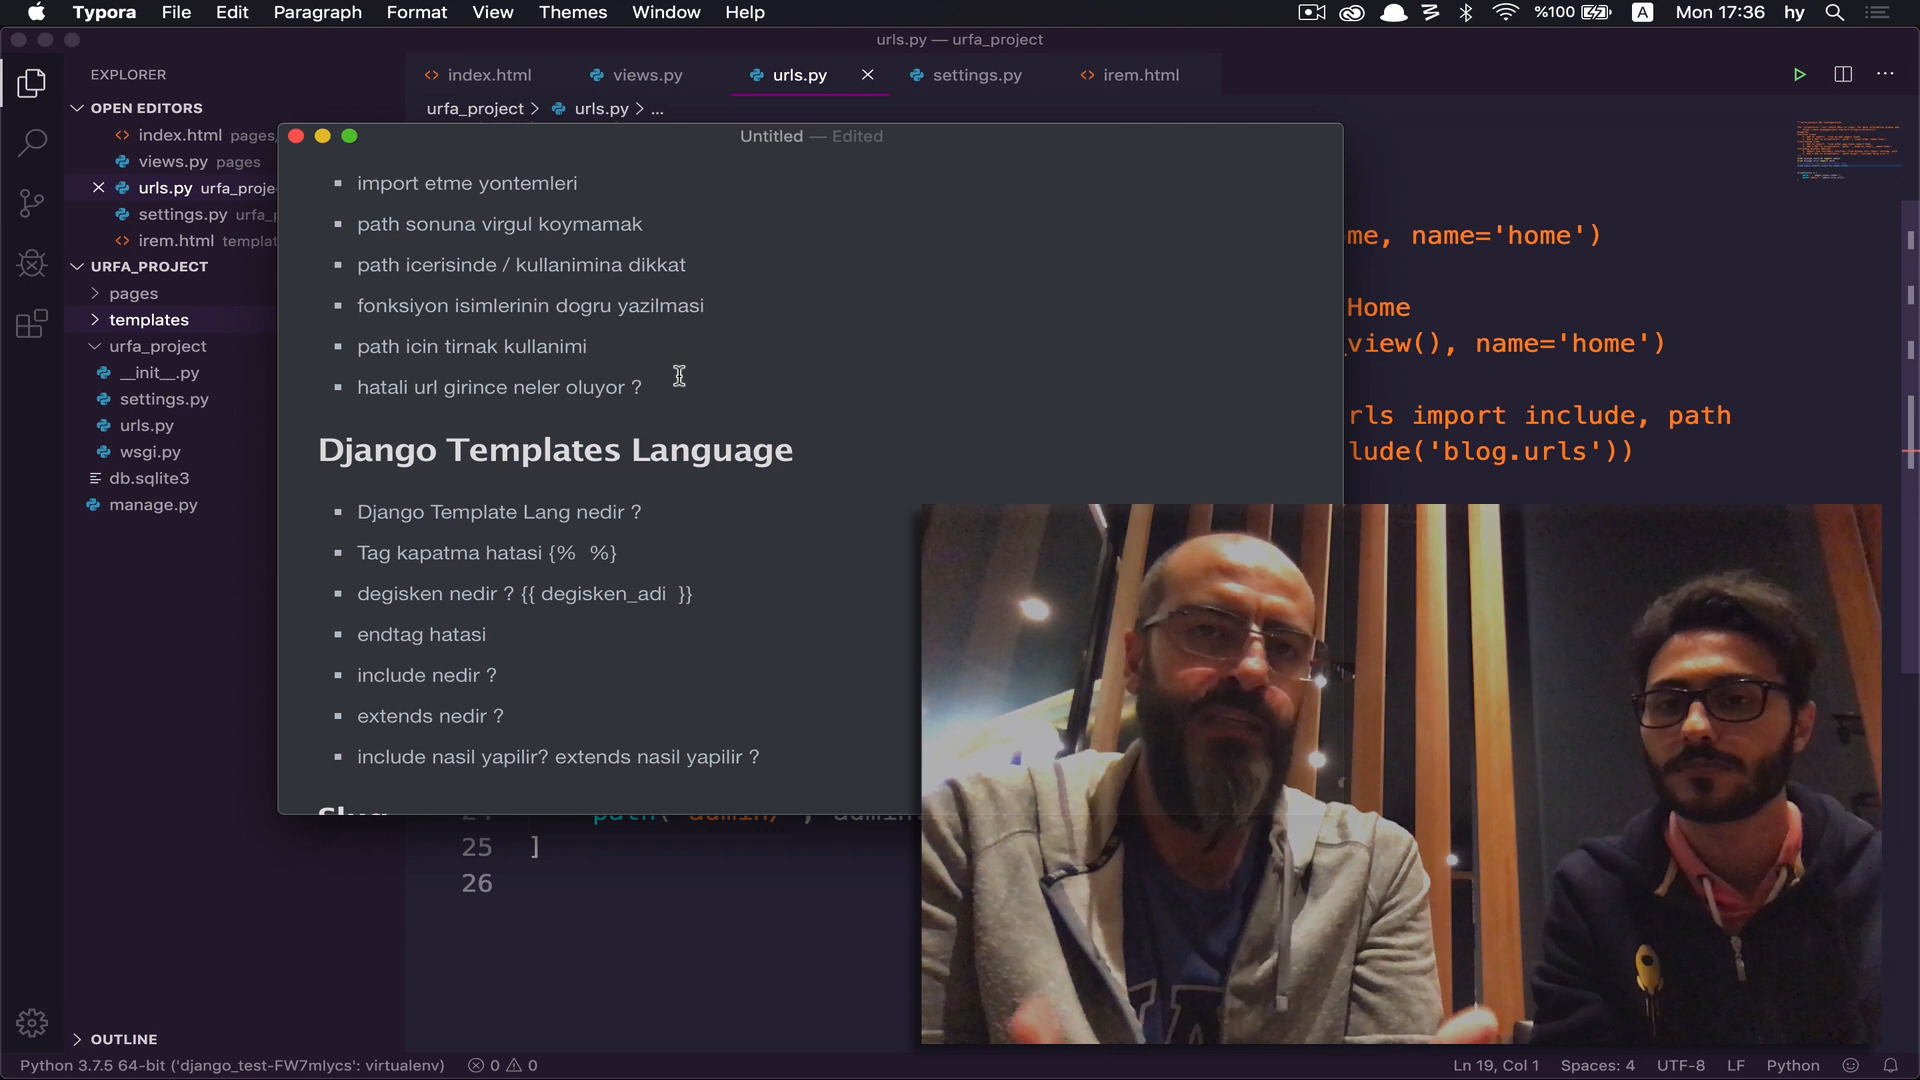 Typora File Edit Paragraph Format View Themes Window Help
%100 A Mon 17:36 hy
urls.py — urfa_project
EXPLORER
OPEN EDITORS
index.html pages
views.py pages
urls.py urfa_proje
settings.py urfa_p
irem.html templat
URFA_PROJECT
pages
templates
urfa_project
__init__.py
settings.py
urls.py
wsgi.py
db.sqlite3
manage.py
OUTLINE
index.html views.py urls.py settings.py irem.html
urfa_project > urls.py > ...
Untitled — Edited
import etme yontemleri
path sonuna virgul koymamak
path icerisinde / kullanimina dikkat
fonksiyon isimlerinin dogru yazilmasi
path icin tirnak kullanimi
hatali url girince neler oluyor ?
Django Templates Language
Django Template Lang nedir ?
Tag kapatma hatasi {% %}
degisken nedir ? {{ degisken_adi }}
endtag hatasi
include nedir ?
extends nedir ?
include nasil yapilir? extends nasil yapilir ?
Slug
me, name='home')
Home
view(), name='home')
rls import include, path
lude('blog.urls'))
24 path('admin/', admin.
25 ]
26
Python 3.7.5 64-bit ('django_test-FW7mlycs': virtualenv) 0 0
Ln 19, Col 1 Spaces: 4 UTF-8 LF Python